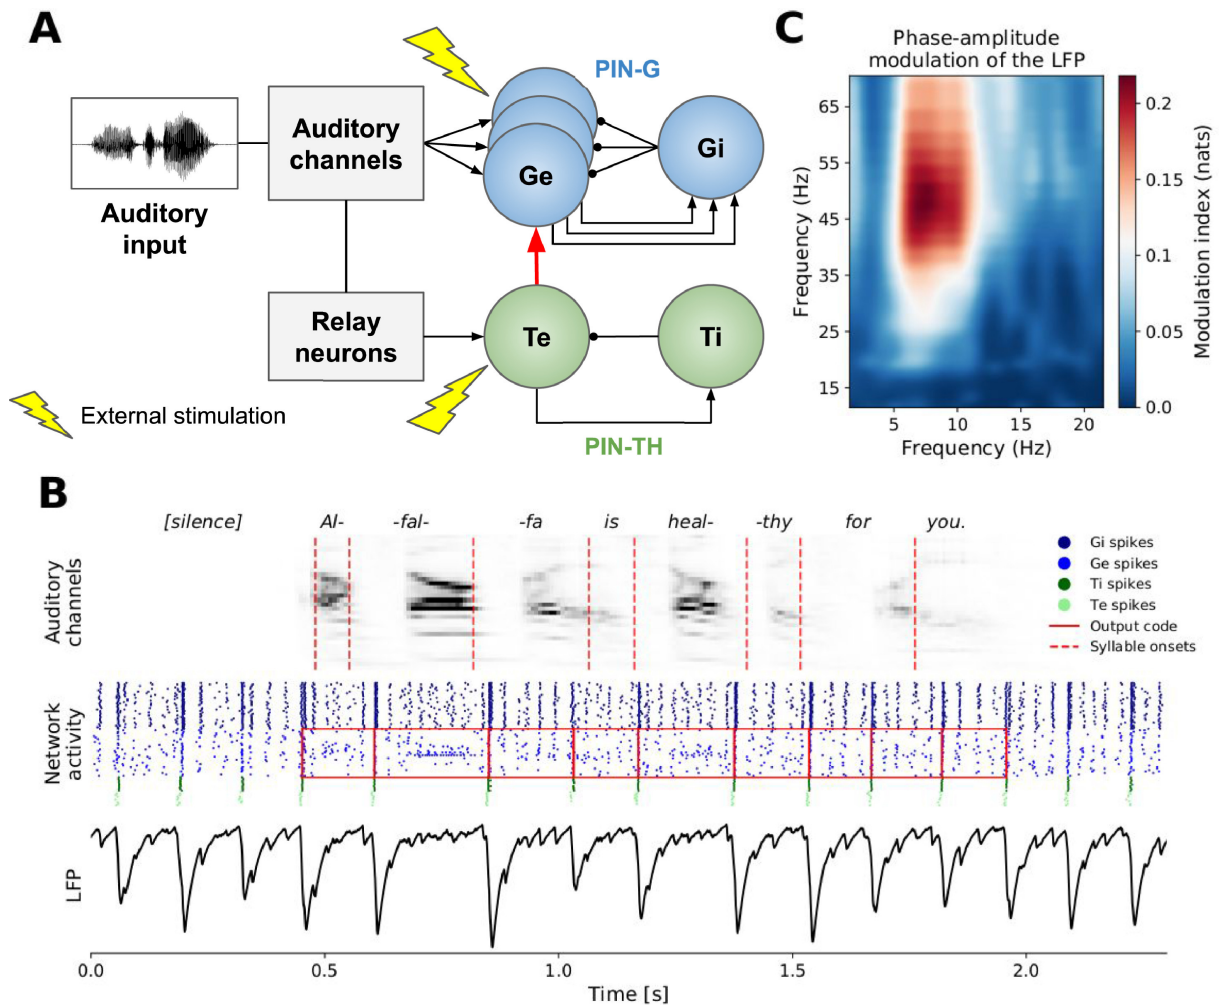 A
PIN-G
Auditory
channels
Ge
Gi
Auditory
input
Relay
neurons
Te
Ti
External stimulation
PIN-TH
C
Phase-amplitude
modulation of the LFP
65
55
45
35
25
15
Frequency (Hz)
5
10
15
20
Frequency (Hz)
0.2
0.15
0.1
0.05
0.0
Modulation index (nats)
B
[silence] Al- -fal- -fa is heal- -thy for you.
Auditory
channels
Gi spikes
Ge spikes
Ti spikes
Te spikes
Output code
Syllable onsets
Network
activity
LFP
0.0 0.5 1.0 1.5 2.0
Time [s]